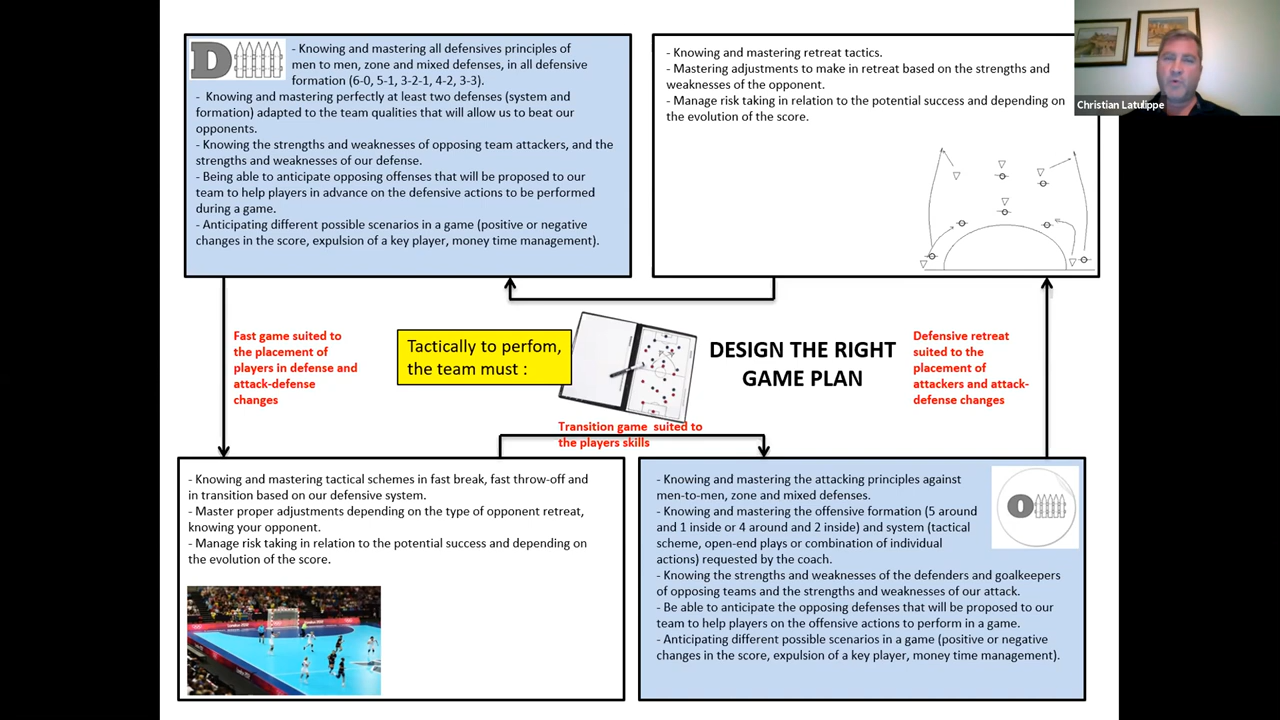 D
- Knowing and mastering all defensives principles of
men to men, zone and mixed defenses, in all defensive
formation (6-0, 5-1, 3-2-1, 4-2, 3-3).
- Knowing and mastering perfectly at least two defenses (system and
formation) adapted to the team qualities that will allow us to beat our
opponents.
- Knowing the strengths and weaknesses of opposing team attackers, and the
strengths and weaknesses of our defense.
- Being able to anticipate opposing offenses that will be proposed to our
team to help players in advance on the defensive actions to be performed
during a game.
- Anticipating different possible scenarios in a game (positive or negative
changes in the score, expulsion of a key player, money time management).
- Knowing and mastering retreat tactics.
- Mastering adjustments to make in retreat based on the strengths and
weaknesses of the opponent.
- Manage risk taking in relation to the potential success and depending on
the evolution of the score.
Christian Latulippe
Fast game suited to
the placement of
players in defense and
attack-defense
changes
Tactically to perfom,
the team must :
DESIGN THE RIGHT
GAME PLAN
Defensive retreat
suited to the
placement of
attackers and attack-
defense changes
Transition game suited to
the players skills
- Knowing and mastering tactical schemes in fast break, fast throw-off and
in transition based on our defensive system.
- Master proper adjustments depending on the type of opponent retreat,
knowing your opponent.
- Manage risk taking in relation to the potential success and depending on
the evolution of the score.
- Knowing and mastering the attacking principles against
men-to-men, zone and mixed defenses.
- Knowing and mastering the offensive formation (5 around
and 1 inside or 4 around and 2 inside) and system (tactical
scheme, open-end plays or combination of individual
actions) requested by the coach.
- Knowing the strengths and weaknesses of the defenders and goalkeepers
of opposing teams and the strengths and weaknesses of our attack.
- Be able to anticipate the opposing defenses that will be proposed to our
team to help players on the offensive actions to perform in a game.
- Anticipating different possible scenarios in a game (positive or negative
changes in the score, expulsion of a key player, money time management).
O